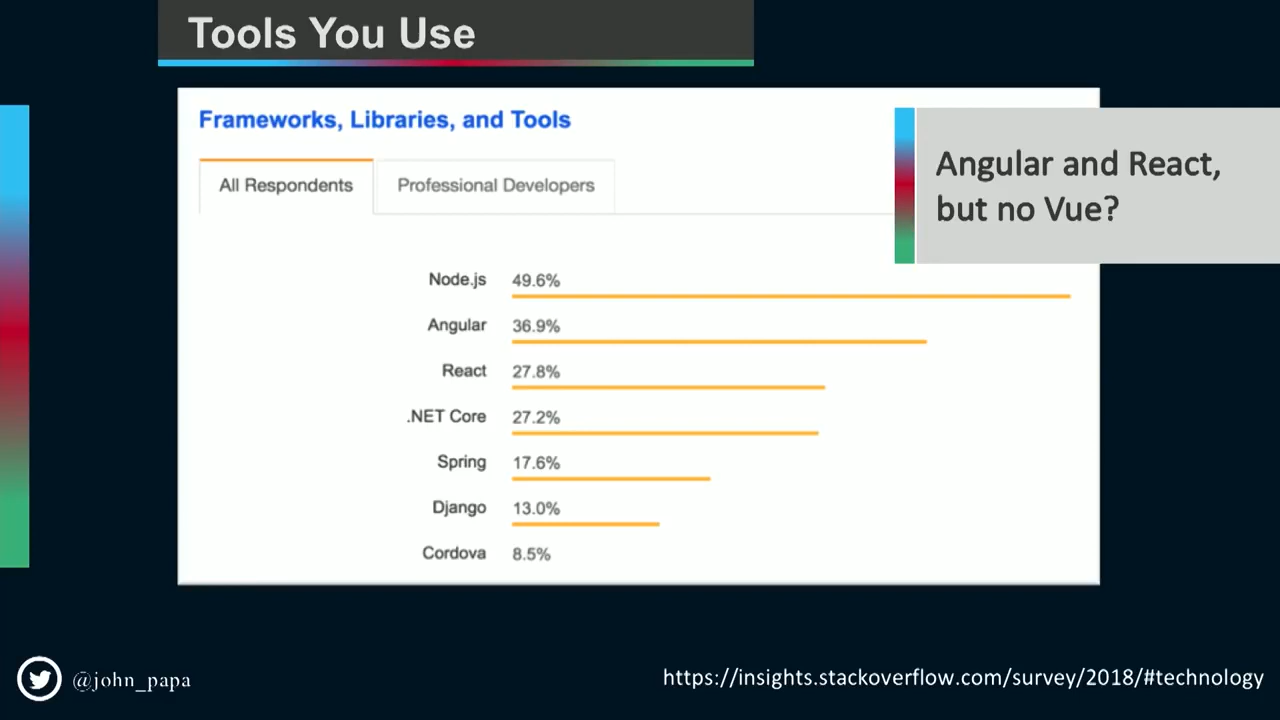 Tools You Use
Frameworks, Libraries, and Tools
All Respondents
Professional Developers
Angular and React,
but no Vue?
Node.js 49.6%
Angular 36.9%
React 27.8%
.NET Core 27.2%
Spring 17.6%
Django 13.0%
Cordova 8.5%
@john_papa
https://insights.stackoverflow.com/survey/2018/#technology